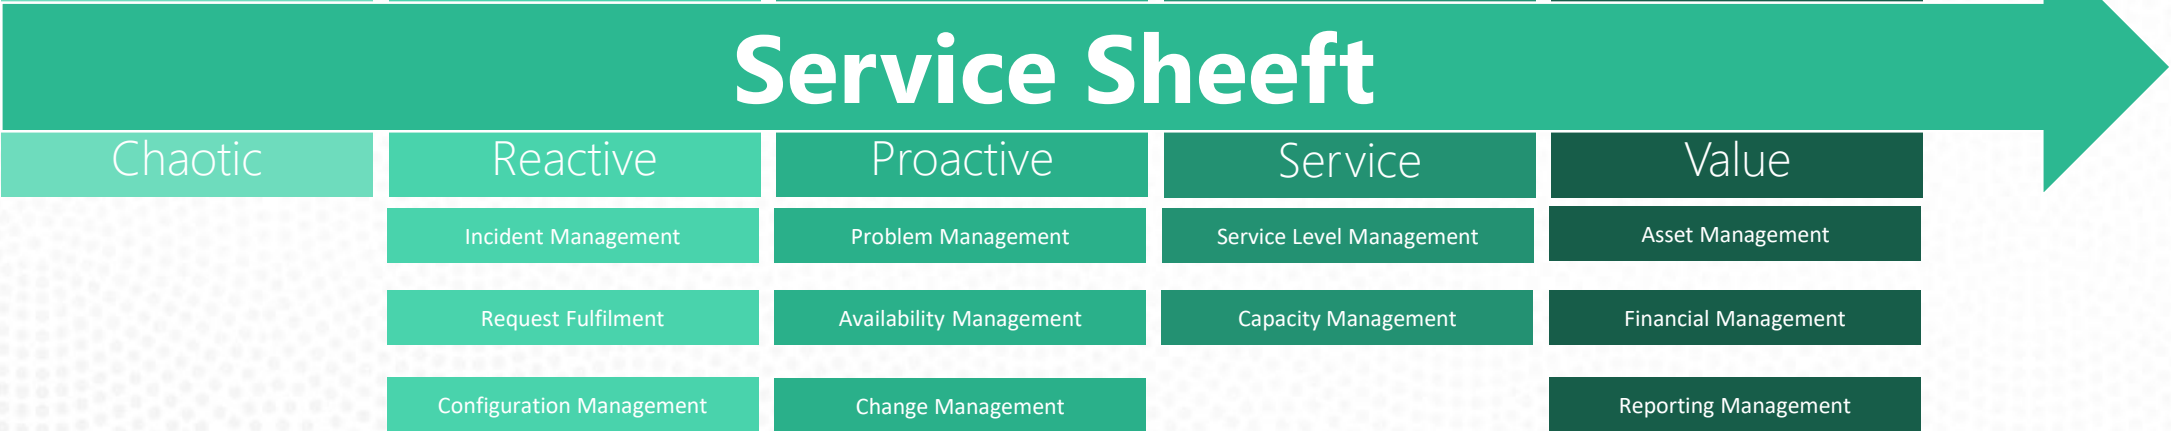 Service Sheeft
Chaotic Reactive Proactive Service Value
Incident Management Problem Management Service Level Management Asset Management
Request Fulfilment Availability Management Capacity Management Financial Management
Configuration Management Change Management Reporting Management